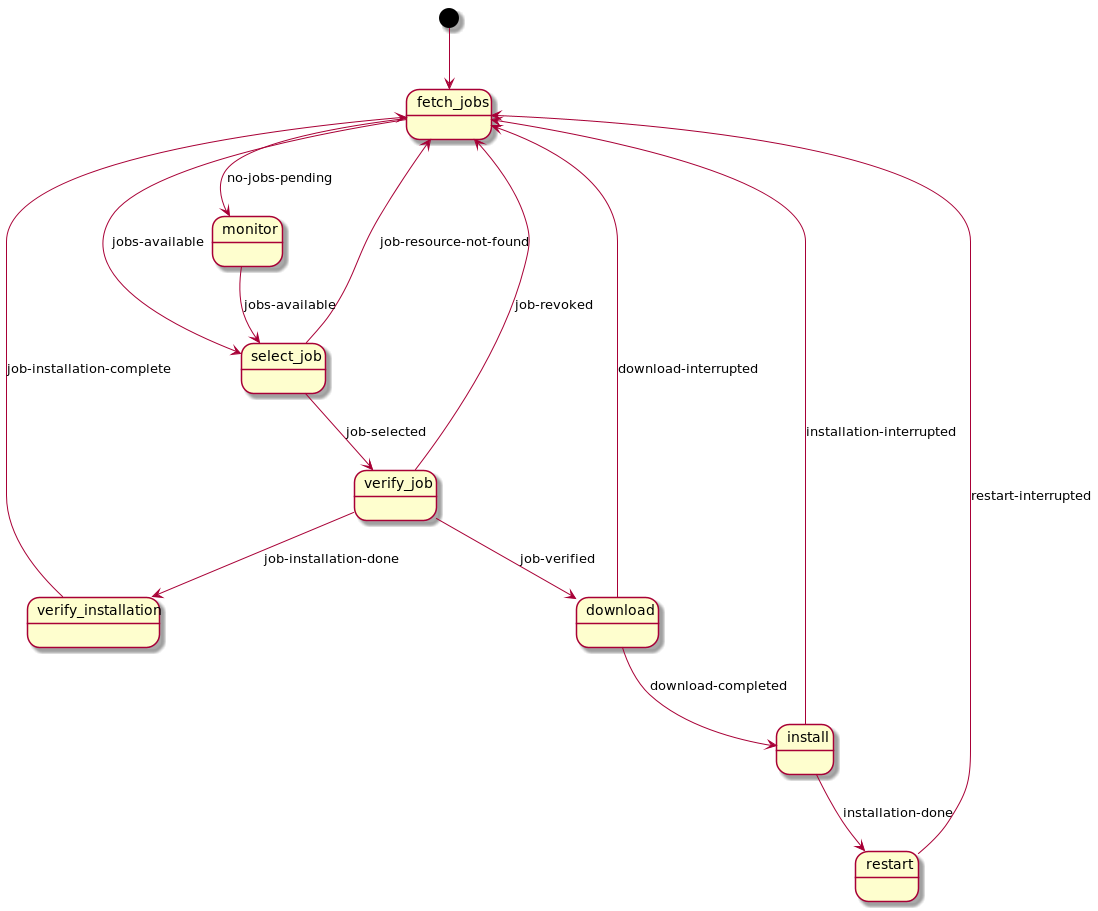 fetch_jobs
no-jobs-pending
monitor
jobs-available
job-resource-not-found
jobs-available
job-revoked
select_job
job-installation-complete
download-interrupted
job-selected
installation-interrupted
verify_job
restart-interrupted
job-installation-done
job-verified
verify_installation
download
download-completed
install
installation-done
restart